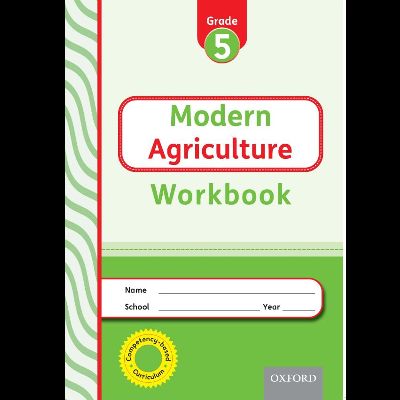 Grade
5
Modern
Agriculture
Workbook
Name
School Year
Competency-based
Curriculum
OXFORD